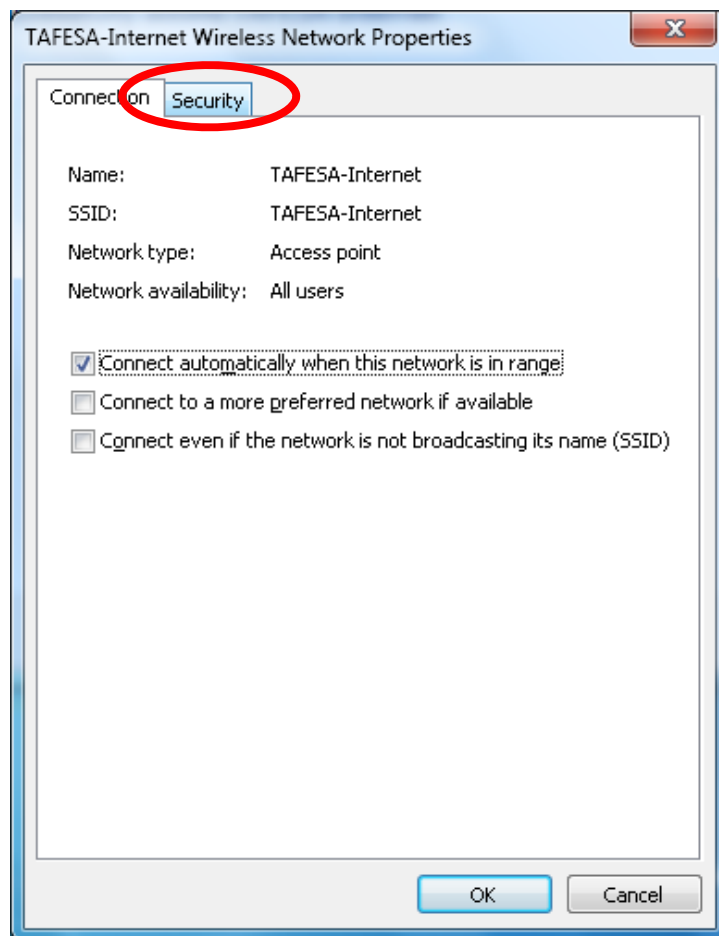 TAFESA-Internet Wireless Network Properties
Connection Security
Name: TAFESA-Internet
SSID: TAFESA-Internet
Network type: Access point
Network availability: All users
Connect automatically when this network is in range
Connect to a more preferred network if available
Connect even if the network is not broadcasting its name (SSID)
OK Cancel